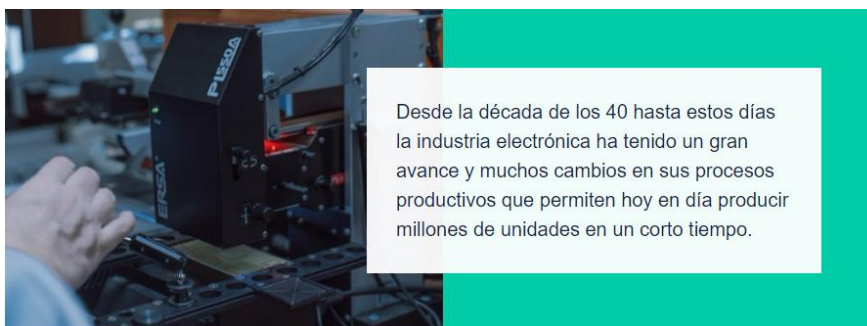 PL550A
ERSA
Desde la década de los 40 hasta estos días
la industria electrónica ha tenido un gran
avance y muchos cambios en sus procesos
productivos que permiten hoy en día producir
millones de unidades en un corto tiempo.